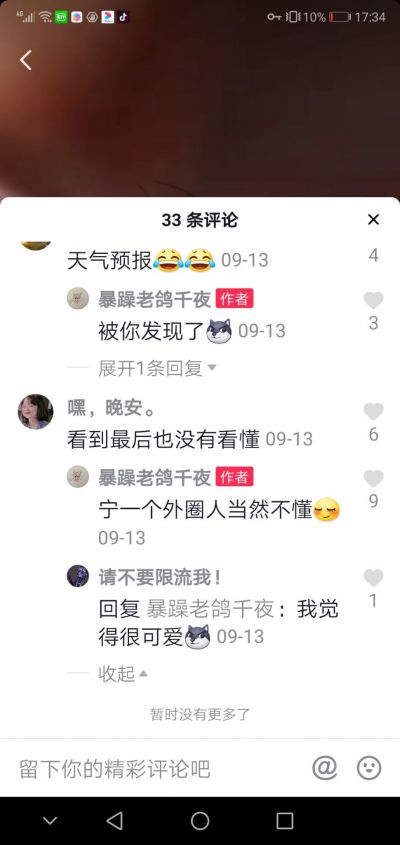 4G 10% 17:34
33 条评论
天气预报😂😂 09-13
4
暴躁老鸽千夜 作者
被你发现了 09-13
3
展开1条回复
嘿，晚安。
看到最后也没有看懂 09-13
6
暴躁老鸽千夜 作者
宁一个外圈人当然不懂
09-13
9
请不要限流我！
回复 暴躁老鸽千夜：我觉
得很可爱 09-13
1
收起
暂时没有更多了
留下你的精彩评论吧 @